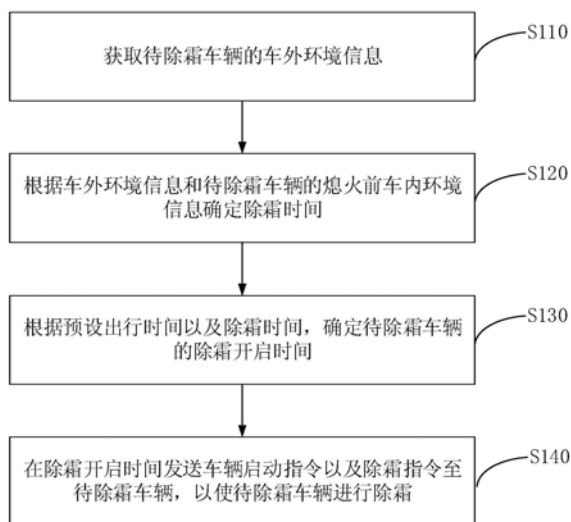 获取待除霜车辆的车外环境信息
S110
根据车外环境信息和待除霜车辆的熄火前车内环境
信息确定除霜时间
S120
根据预设出行时间以及除霜时间，确定待除霜车辆
的除霜开启时间
S130
在除霜开启时间发送车辆启动指令以及除霜指令至
待除霜车辆，以使待除霜车辆进行除霜
S140